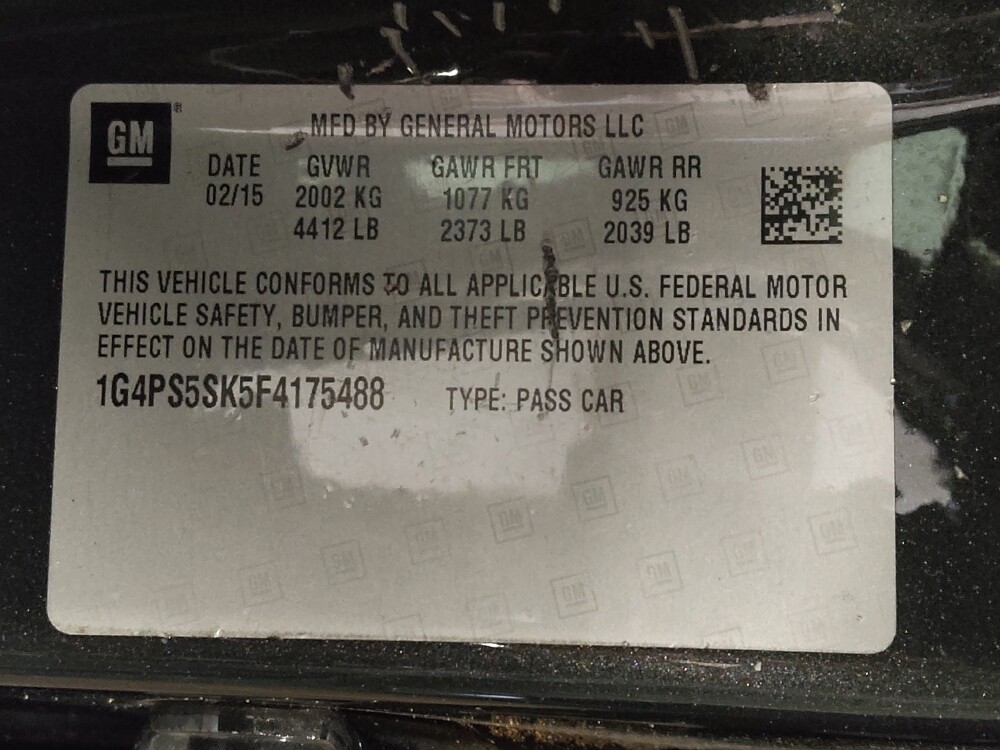 GM®
MFD BY GENERAL MOTORS LLC
DATE GVWR GAWR FRT GAWR RR
02/15 2002 KG 1077 KG 925 KG
4412 LB 2373 LB 2039 LB
THIS VEHICLE CONFORMS TO ALL APPLICABLE U.S. FEDERAL MOTOR
VEHICLE SAFETY, BUMPER, AND THEFT PREVENTION STANDARDS IN
EFFECT ON THE DATE OF MANUFACTURE SHOWN ABOVE.
1G4PS5SK5F4175488 TYPE: PASS CAR